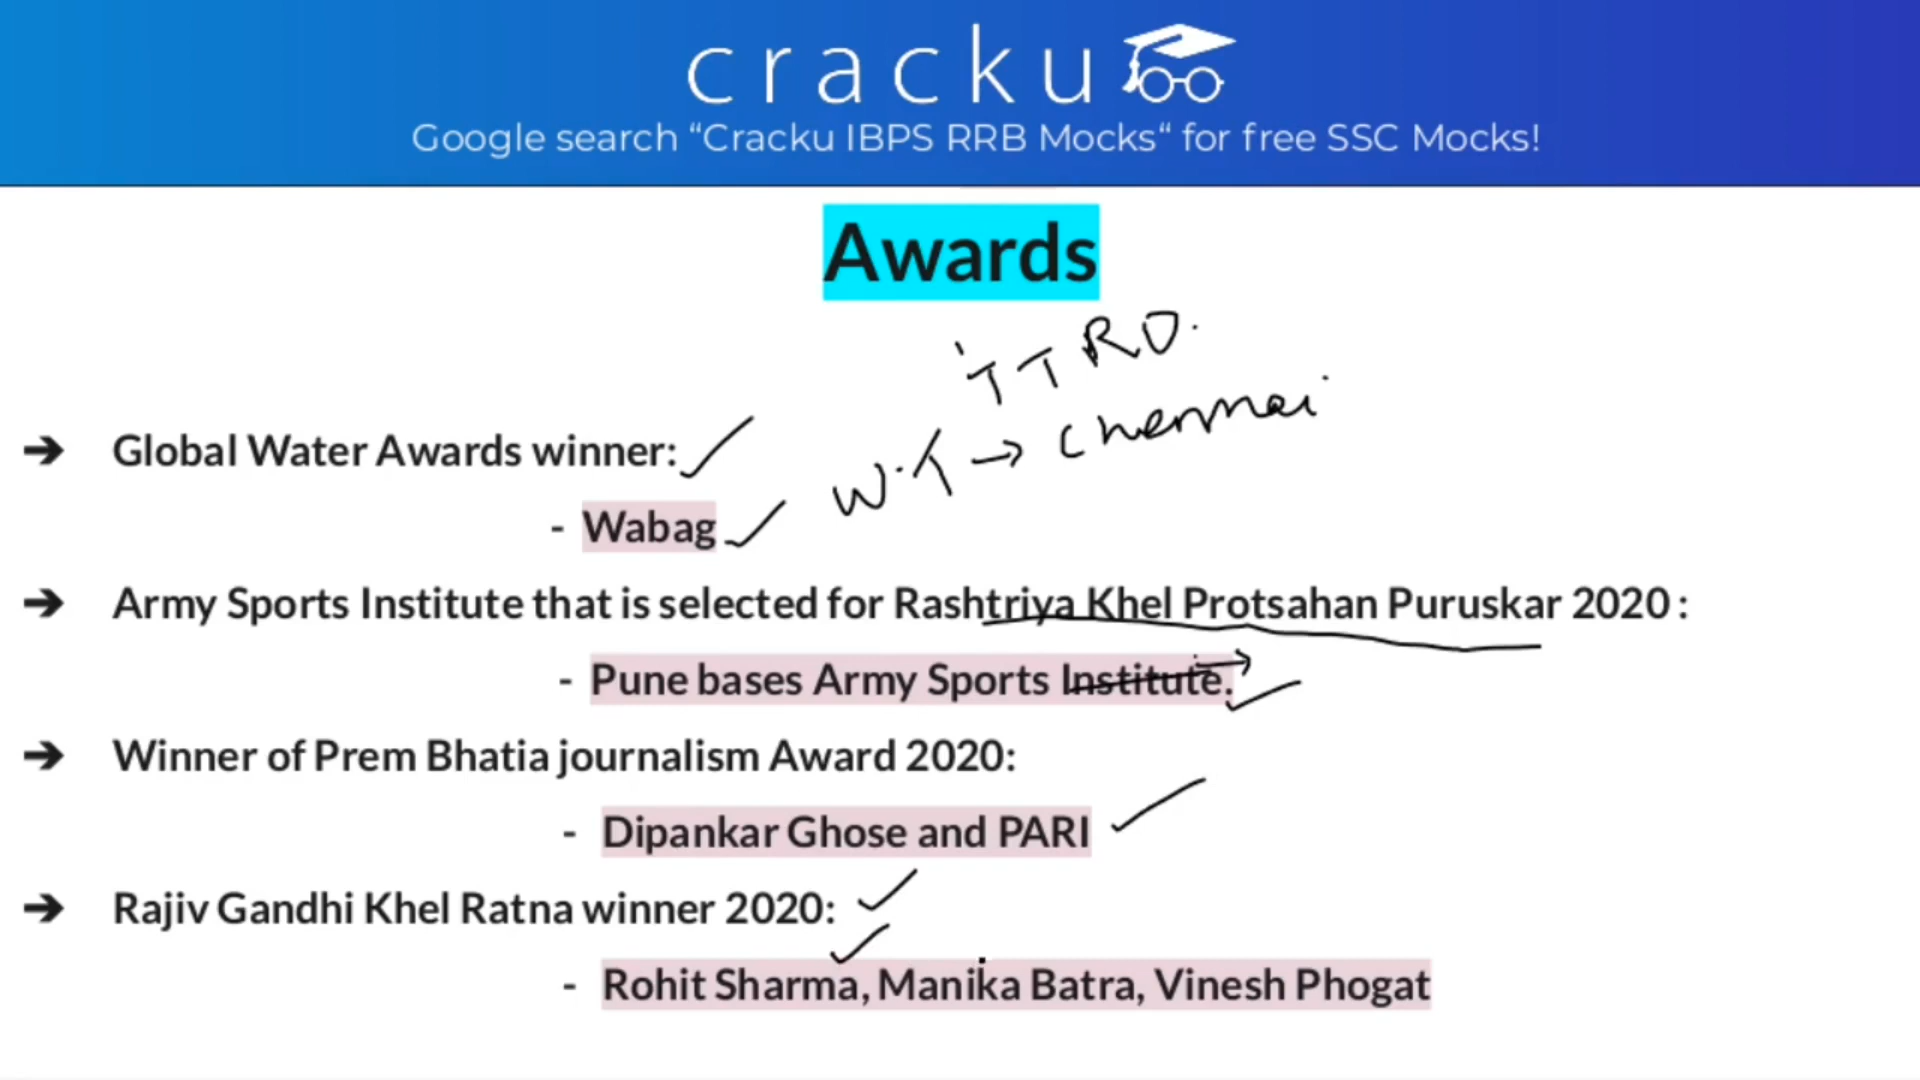 cracku
Google search “Cracku IBPS RRB Mocks“ for free SSC Mocks!
Awards
TTRO.
W.T → Chennai
➔ Global Water Awards winner:
- Wabag
➔ Army Sports Institute that is selected for Rashtriya Khel Protsahan Puruskar 2020 :
- Pune bases Army Sports Institute.
➔ Winner of Prem Bhatia journalism Award 2020:
- Dipankar Ghose and PARI
➔ Rajiv Gandhi Khel Ratna winner 2020:
- Rohit Sharma, Manika Batra, Vinesh Phogat